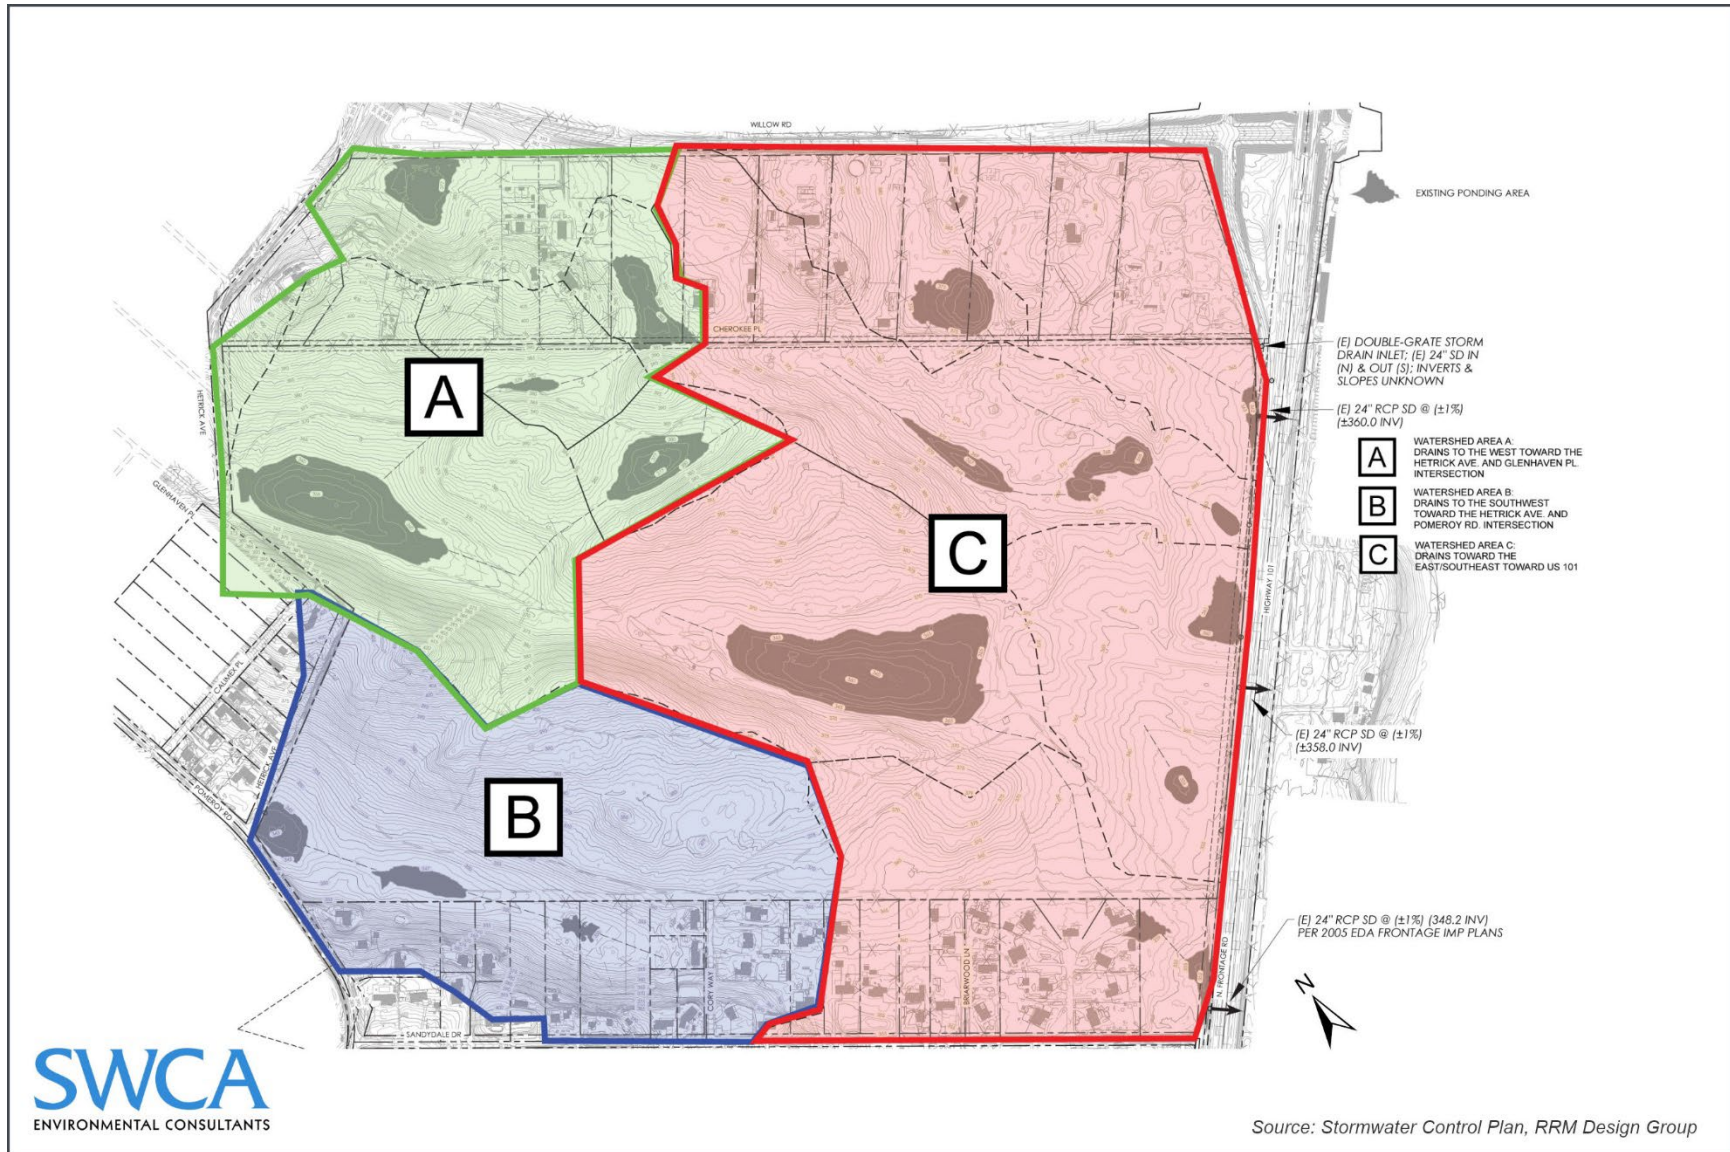 WILLOW RD
EXISTING PONDING AREA
CHEROKEE PL
(E) DOUBLE-GRATE STORM
DRAIN INLET; (E) 24" SD IN
(N) & OUT (S); INVERTS &
SLOPES UNKNOWN
HETRICK AVE
A
(E) 24" RCP SD @ (±1%)
(±360.0 INV)
A
WATERSHED AREA A:
DRAINS TO THE WEST TOWARD THE
HETRICK AVE. AND GLENHAVEN PL.
INTERSECTION
B
WATERSHED AREA B:
DRAINS TO THE SOUTHWEST
TOWARD THE HETRICK AVE. AND
POMEROY RD. INTERSECTION
C
WATERSHED AREA C:
DRAINS TOWARD THE
EAST/SOUTHEAST TOWARD US 101
GLENHAVEN PL
C
HIGHWAY 101
CALIMEX PL
(E) 24" RCP SD @ (±1%)
(±358.0 INV)
HETRICK AVE
POMEROY RD
B
(E) 24" RCP SD @ (±1%) (348.2 INV)
PER 2005 EDA FRONTAGE IMP PLANS
N. FRONTAGE RD
BRIARWOOD LN
CORY WAY
SANDYDALE DR
N
SWCA
ENVIRONMENTAL CONSULTANTS
Source: Stormwater Control Plan, RRM Design Group